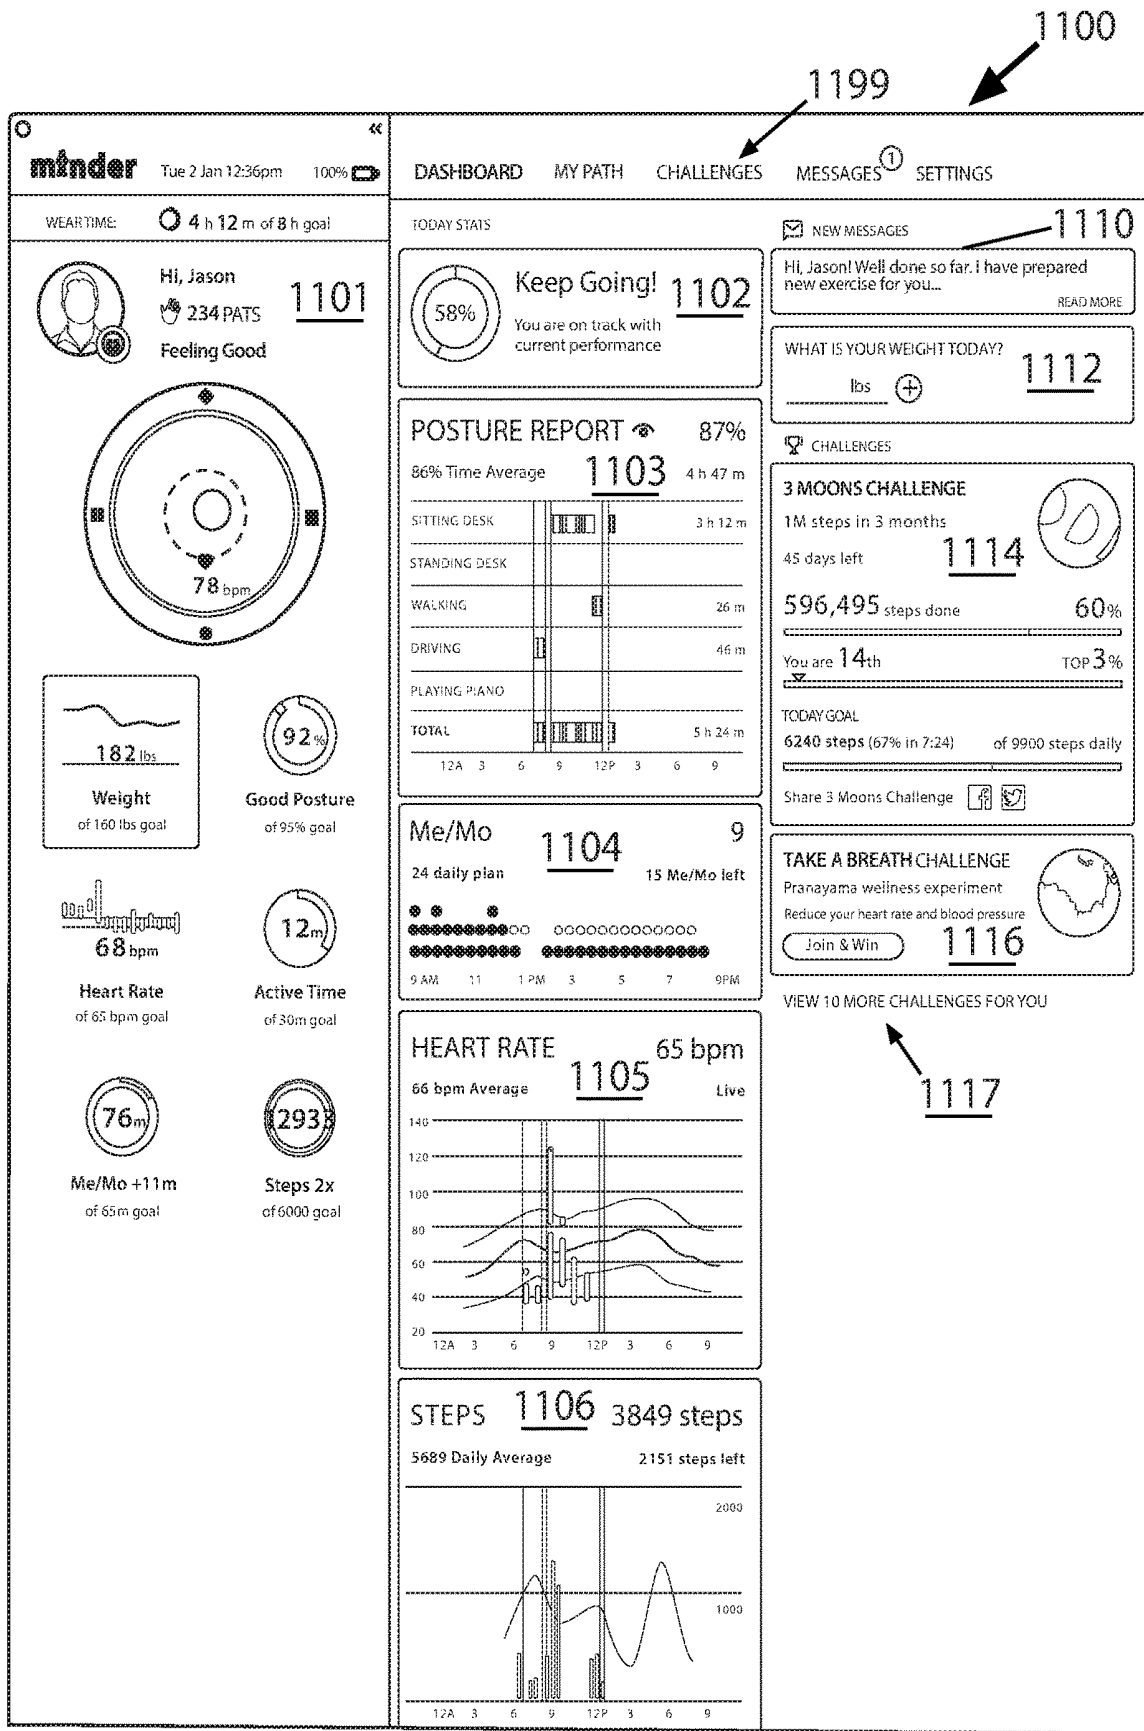 1100
1199
«
minder
Tue 2 Jan 12:36pm
100%
DASHBOARD
MY PATH
CHALLENGES
MESSAGES 1
SETTINGS
WEAR TIME:
4 h 12 m of 8 h goal
Hi, Jason
234 PATS
Feeling Good
1101
78 bpm
182 lbs
Weight
of 160 lbs goal
92%
Good Posture
of 95% goal
68 bpm
Heart Rate
of 65 bpm goal
12m
Active Time
of 30m goal
76m
Me/Mo +11m
of 65m goal
12933
Steps 2x
of 6000 goal
TODAY STATS
58%
Keep Going!
1102
You are on track with
current performance
POSTURE REPORT
87%
86% Time Average
1103
4 h 47 m
SITTING DESK
3 h 12 m
STANDING DESK
WALKING
26 m
DRIVING
46 m
PLAYING PIANO
TOTAL
5 h 24 m
12A 3 6 9 12P 3 6 9
Me/Mo
1104
9
24 daily plan
15 Me/Mo left
9 AM 11 1 PM 3 5 7 9PM
HEART RATE
65 bpm
66 bpm Average
1105
Live
140
120
100
80
60
40
20
12A 3 6 9 12P 3 6 9
STEPS
1106
3849 steps
5689 Daily Average
2151 steps left
2000
1000
12A 3 6 9 12P 3 6 9
NEW MESSAGES
1110
Hi, Jason! Well done so far. I have prepared
new exercise for you...
READ MORE
WHAT IS YOUR WEIGHT TODAY?
lbs
1112
CHALLENGES
3 MOONS CHALLENGE
1M steps in 3 months
45 days left
1114
596,495 steps done
60%
You are 14th
TOP 3%
TODAY GOAL
6240 steps (67% in 7:24)
of 9900 steps daily
Share 3 Moons Challenge
TAKE A BREATH CHALLENGE
Pranayama wellness experiment
Reduce your heart rate and blood pressure
Join & Win
1116
VIEW 10 MORE CHALLENGES FOR YOU
1117